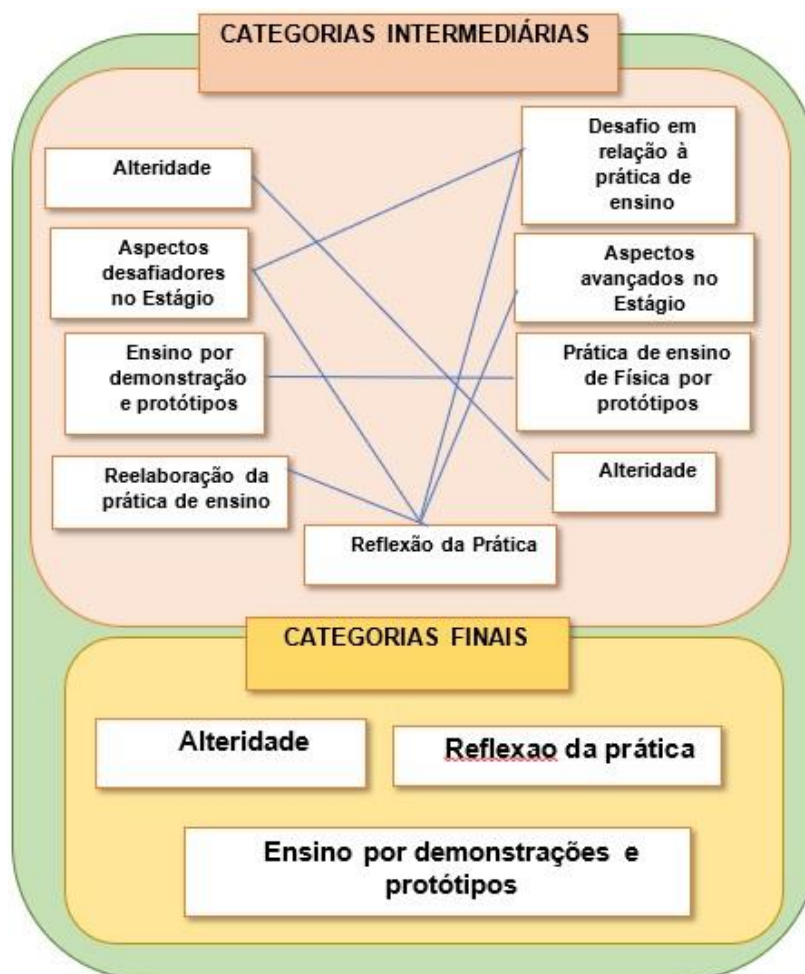 CATEGORIAS INTERMEDIÁRIAS
Alteridade
Aspectos
desafiadores
no Estágio
Ensino por
demonstração
e protótipos
Reelaboração da
prática de ensino
Desafio em
relação à
prática de
ensino
Aspectos
avançados no
Estágio
Prática de ensino
de Física por
protótipos
Alteridade
Reflexão da Prática
CATEGORIAS FINAIS
Alteridade
Reflexao da prática
Ensino por demonstrações e
protótipos